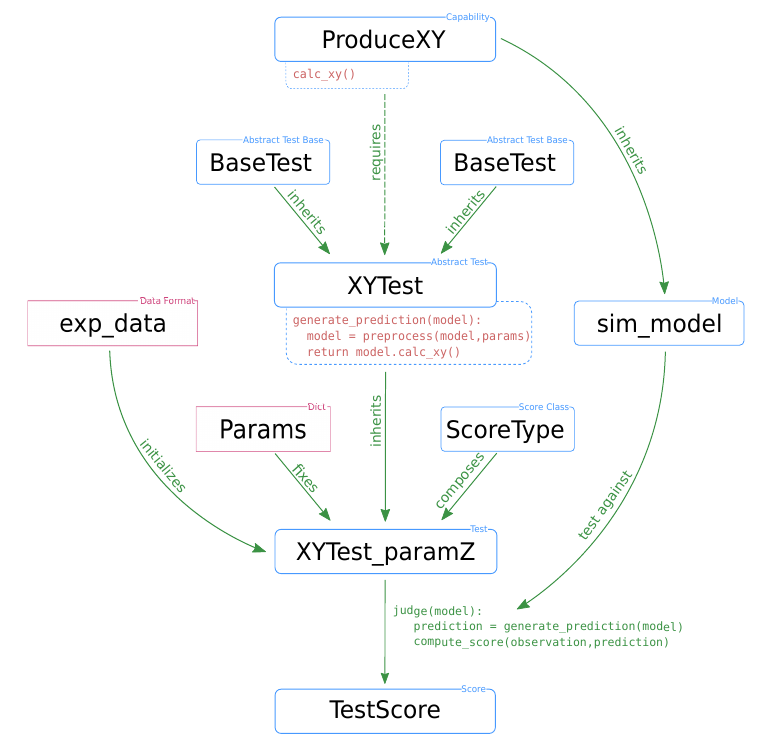 Capability
ProduceXY
calc_xy()
requires
inherits
Abstract Test Base
BaseTest
Abstract Test Base
BaseTest
inherits
inherits
Abstract Test
XYTest
generate_prediction(model):
model = preprocess(model,params)
return model.calc_xy()
Data Format
exp_data
Model
sim_model
Dict
Params
inherits
Score Class
ScoreType
initializes
fixes
composes
test against
Test
XYTest_paramZ
judge(model):
prediction = generate_prediction(model)
compute_score(observation,prediction)
Score
TestScore